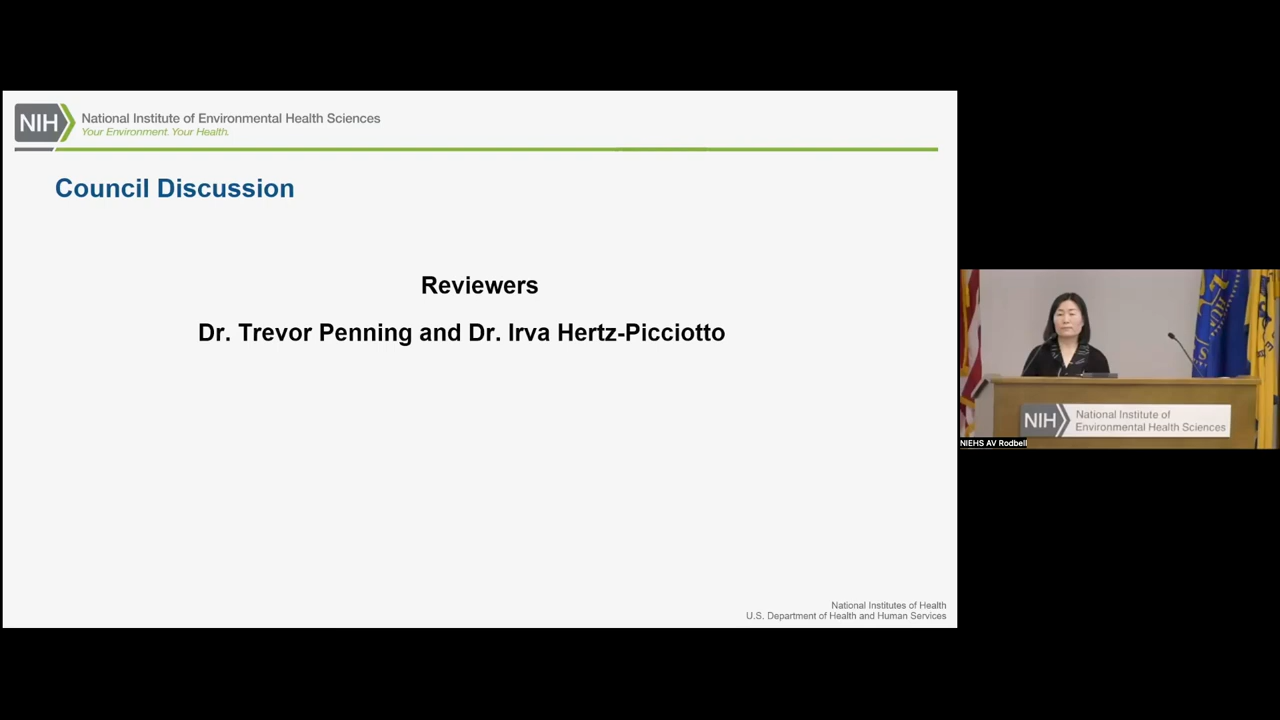 NIH
National Institute of Environmental Health Sciences
Your Environment. Your Health.
Council Discussion
Reviewers
Dr. Trevor Penning and Dr. Irva Hertz-Picciotto
National Institutes of Health
U.S. Department of Health and Human Services
NIH
National Institute of
Environmental Health Sciences
NIEHS AV Rodbell